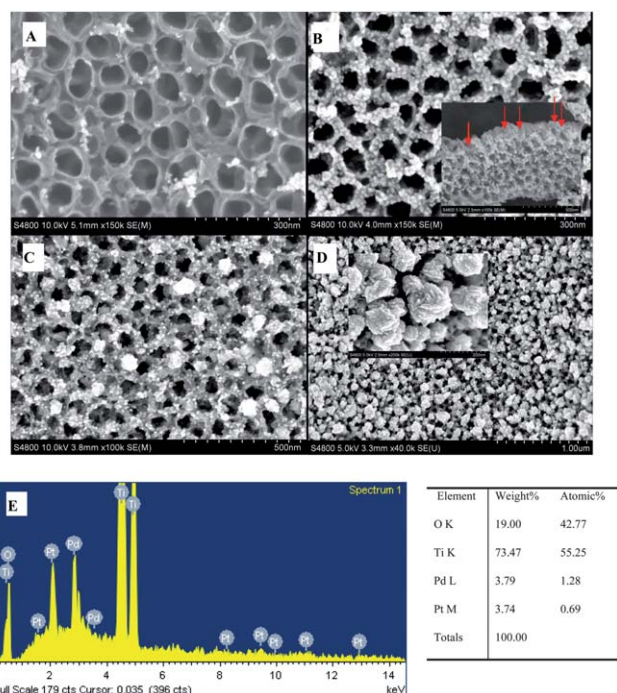 A
S4800 10.0kV 5.1mm x150k SE(M)
300nm
B
S4800 10.0kV 4.0mm x150k SE(M)
300nm
C
S4800 10.0kV 3.8mm x100k SE(M)
500nm
D
S4800 5.0kV 3.3mm x40.0k SE(U)
1.00um
E
Spectrum 1
O
Ti
Pt
Pt
Pd
Pd
Ti
Ti
Pt
Pt
Pt
Pt
Pt
2 4 6 8 10 12 14
ull Scale 179 cts Cursor: 0.035 (396 cts) keV
Element Weight% Atomic%
O K 19.00 42.77
Ti K 73.47 55.25
Pd L 3.79 1.28
Pt M 3.74 0.69
Totals 100.00